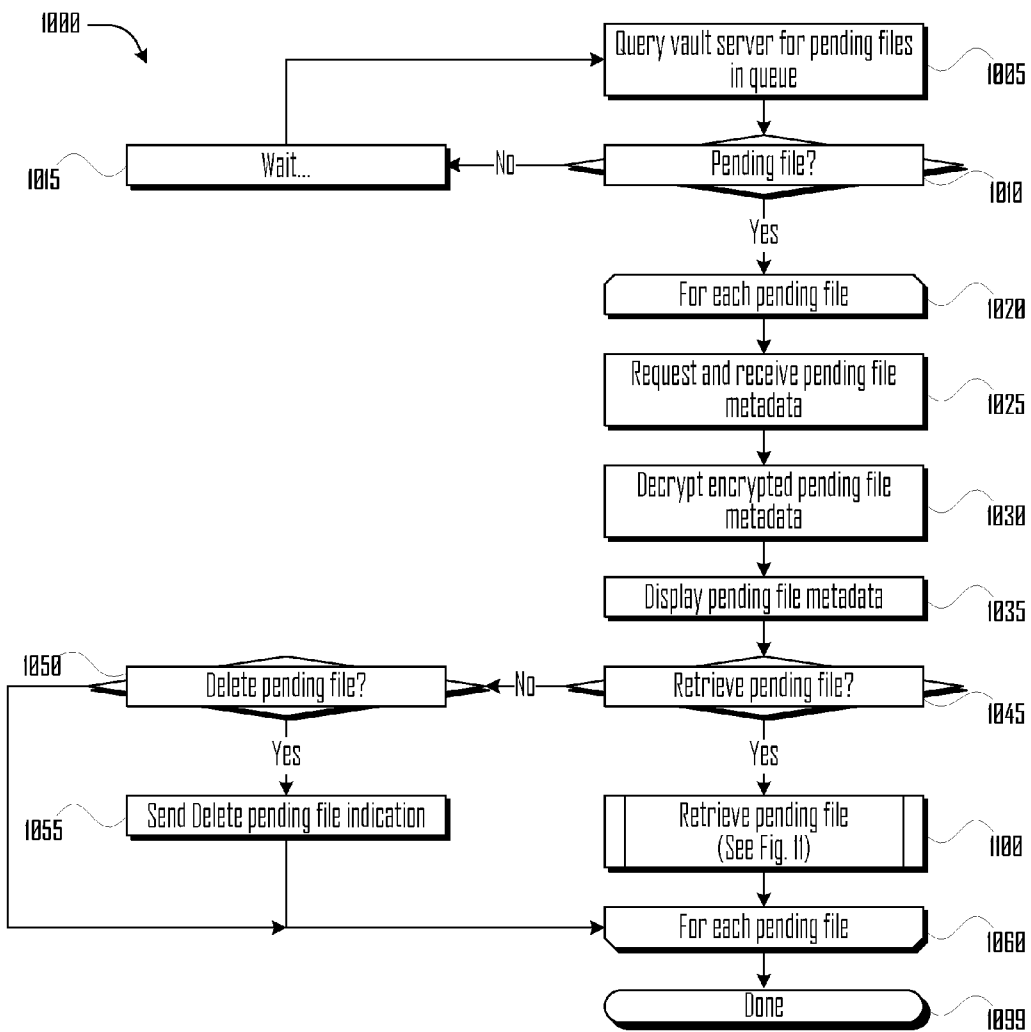 1000
Query vault server for pending files
in queue
1005
Wait...
1015
No
Pending file?
1010
Yes
For each pending file
1020
Request and receive pending file
metadata
1025
Decrypt encrypted pending file
metadata
1030
Display pending file metadata
1035
1050
Delete pending file?
No
Retrieve pending file?
1045
Yes
Yes
Send Delete pending file indication
1055
Retrieve pending file
(See Fig. 11)
1100
For each pending file
1060
Done
1099